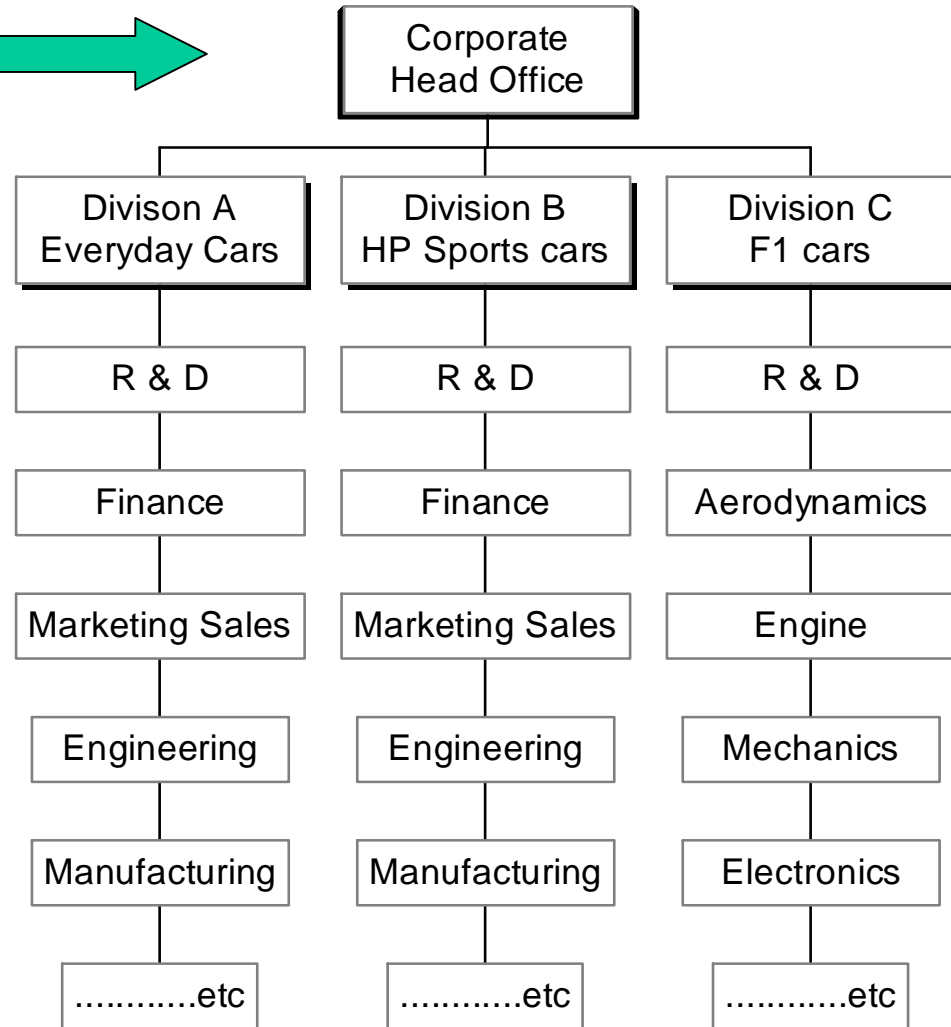 Corporate
Head Office
Divison A
Everyday Cars
Division B
HP Sports cars
Division C
F1 cars
R & D
R & D
R & D
Finance
Finance
Aerodynamics
Marketing Sales
Marketing Sales
Engine
Engineering
Engineering
Mechanics
Manufacturing
Manufacturing
Electronics
............etc
............etc
............etc